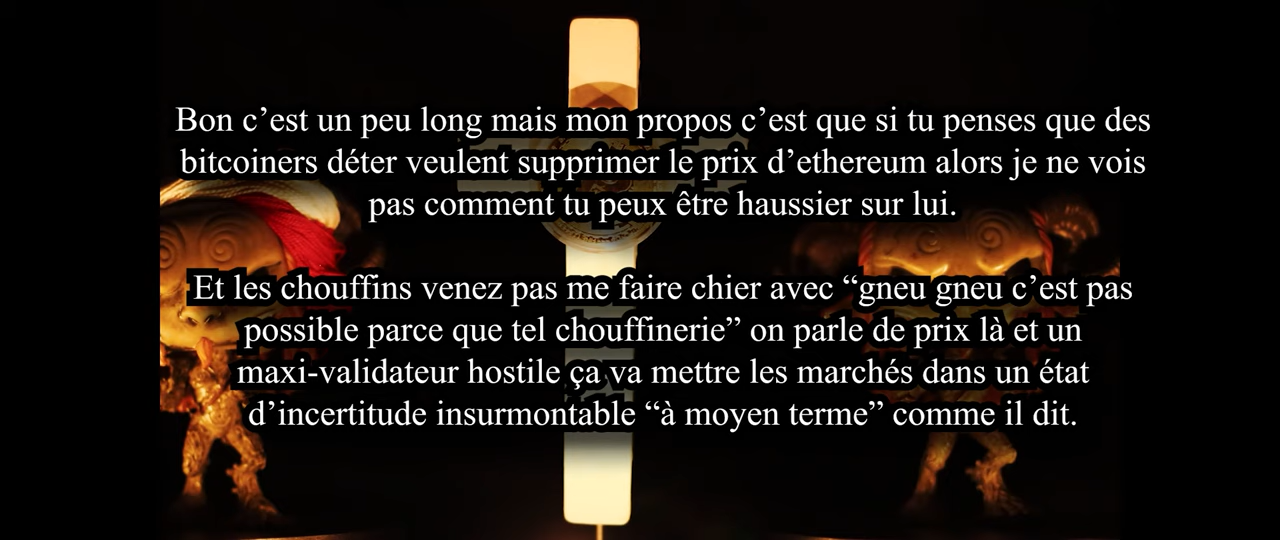 Bon c’est un peu long mais mon propos c’est que si tu penses que des
bitcoiners déter veulent supprimer le prix d’ethereum alors je ne vois
pas comment tu peux être haussier sur lui.
Et les chouffins venez pas me faire chier avec “gneu gneu c’est pas
possible parce que tel chouffinerie” on parle de prix là et un
maxi-validateur hostile ça va mettre les marchés dans un état
d’incertitude insurmontable “à moyen terme” comme il dit.